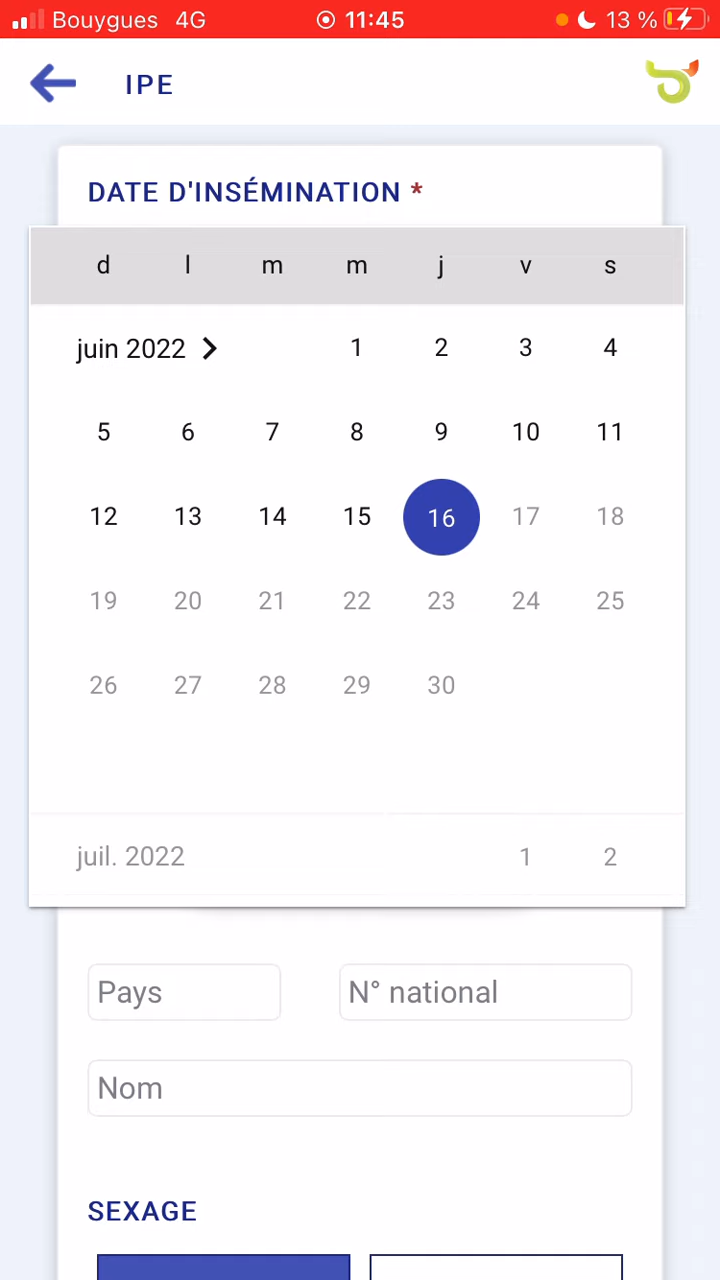 Bouygues 4G 11:45 13 %
IPE
DATE D'INSÉMINATION *
d l m m j v s
juin 2022 1 2 3 4
5 6 7 8 9 10 11
12 13 14 15 16 17 18
19 20 21 22 23 24 25
26 27 28 29 30
juil. 2022 1 2
Pays N° national
Nom
SEXAGE